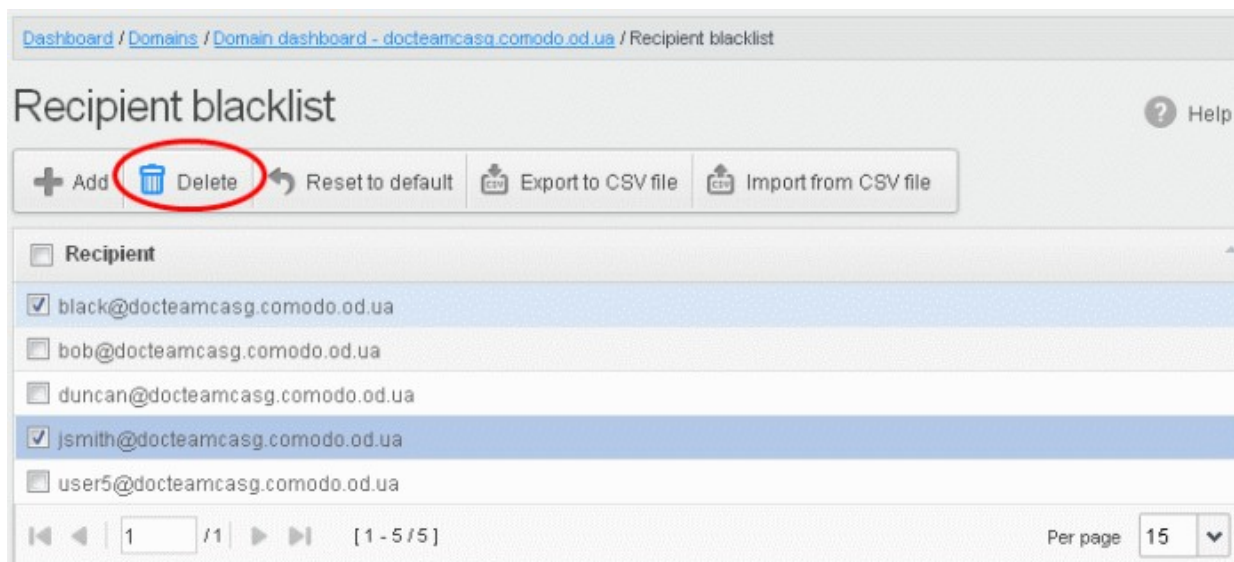 Dashboard / Domains / Domain dashboard - docteamcasg.comodo.od.ua / Recipient blacklist
Recipient blacklist
? Help
Add Delete Reset to default CSV Export to CSV file CSV Import from CSV file
Recipient
black@docteamcasg.comodo.od.ua
bob@docteamcasg.comodo.od.ua
duncan@docteamcasg.comodo.od.ua
jsmith@docteamcasg.comodo.od.ua
user5@docteamcasg.comodo.od.ua
1 /1 [1-5/5] Per page 15